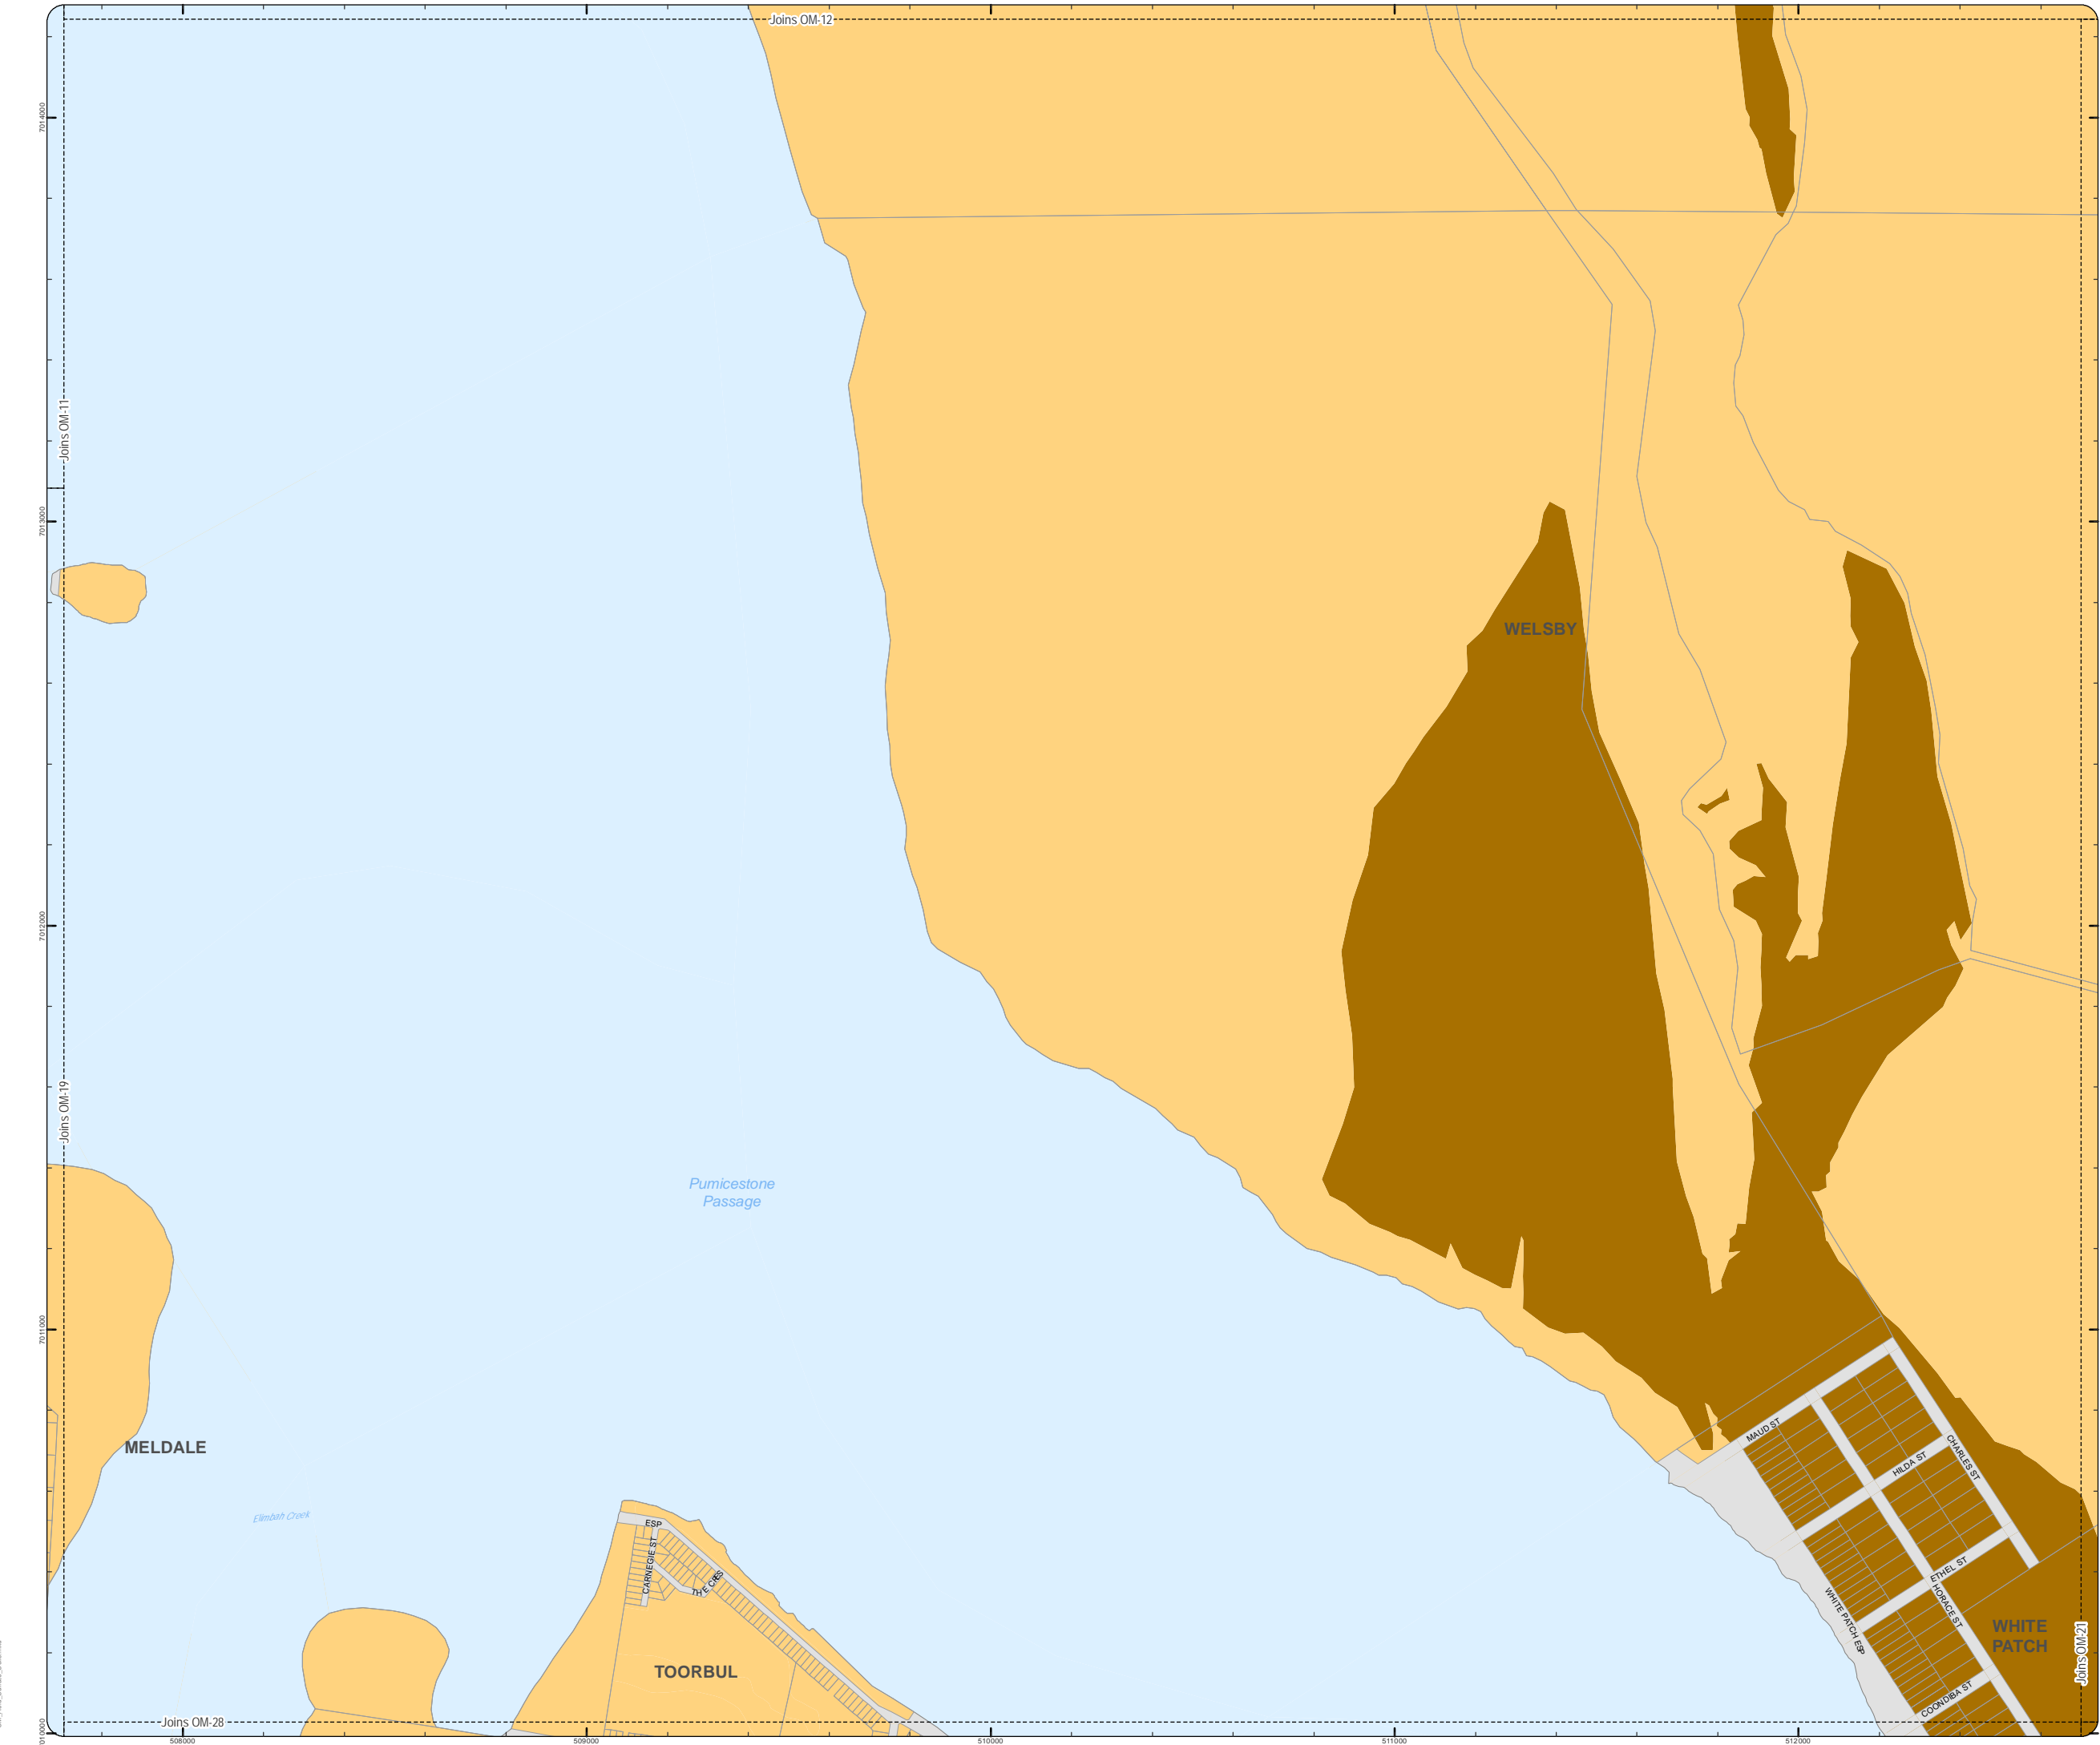 Joins OM-12
7014000
Joins OM-11
7013000
WELSBY
7012000
Joins OM-19
Pumicestone
Passage
7011000
MELDALE
MAUD ST
CHARLES ST
HILDA ST
Elimbah Creek
ESP
CARNEGIE ST
THE CRES
ETHEL ST
HORACE ST
WHITE PATCH ESP
WHITE
PATCH
Joins OM-21
TOORBUL
COONDIBA ST
Joins OM-28
508000
509000
510000
511000
512000